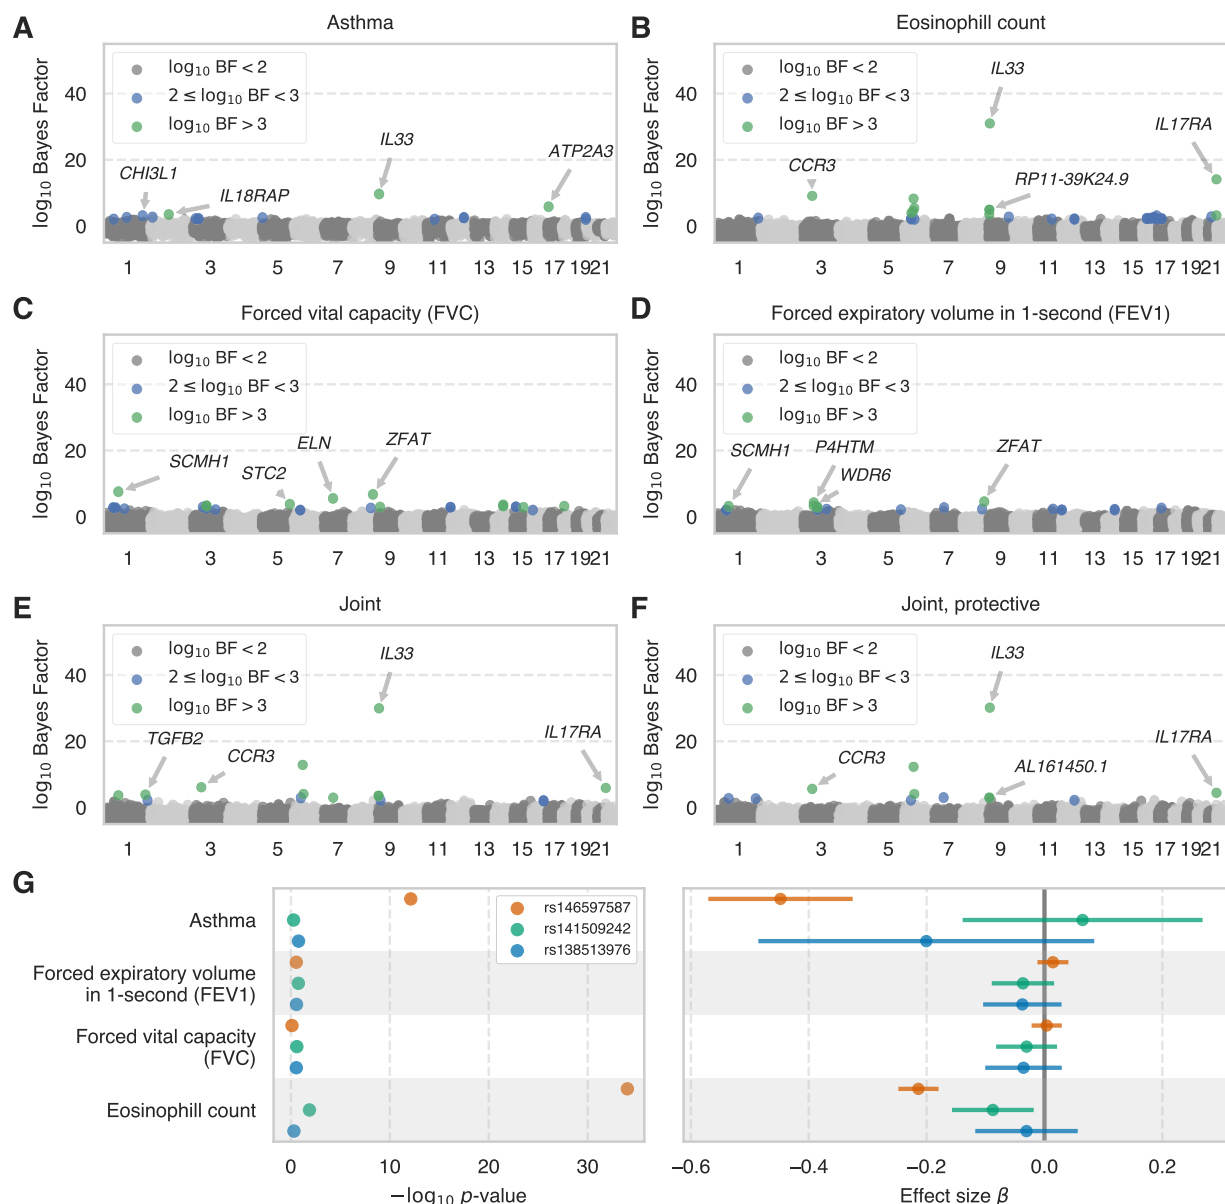 A
Asthma
log10 Bayes Factor
40
20
0
log10 BF < 2
2 ≤ log10 BF < 3
log10 BF > 3
CHI3L1
IL18RAP
IL33
ATP2A3
1 3 5 7 9 11 13 15 17 19 21
B
Eosinophill count
log10 Bayes Factor
40
20
0
log10 BF < 2
2 ≤ log10 BF < 3
log10 BF > 3
IL33
IL17RA
CCR3
RP11-39K24.9
1 3 5 7 9 11 13 15 17 19 21
C
Forced vital capacity (FVC)
log10 Bayes Factor
40
20
0
log10 BF < 2
2 ≤ log10 BF < 3
log10 BF > 3
SCMH1
STC2
ELN
ZFAT
1 3 5 7 9 11 13 15 17 19 21
D
Forced expiratory volume in 1-second (FEV1)
log10 Bayes Factor
40
20
0
log10 BF < 2
2 ≤ log10 BF < 3
log10 BF > 3
SCMH1
P4HTM
WDR6
ZFAT
1 3 5 7 9 11 13 15 17 19 21
E
Joint
log10 Bayes Factor
40
20
0
log10 BF < 2
2 ≤ log10 BF < 3
log10 BF > 3
IL33
TGFB2
CCR3
IL17RA
1 3 5 7 9 11 13 15 17 19 21
F
Joint, protective
log10 Bayes Factor
40
20
0
log10 BF < 2
2 ≤ log10 BF < 3
log10 BF > 3
IL33
IL17RA
CCR3
AL161450.1
1 3 5 7 9 11 13 15 17 19 21
G
Asthma
Forced expiratory volume
in 1-second (FEV1)
Forced vital capacity
(FVC)
Eosinophill count
rs146597587
rs141509242
rs138513976
0 10 20 30
−log10 p-value
−0.6 −0.4 −0.2 0.0 0.2
Effect size β